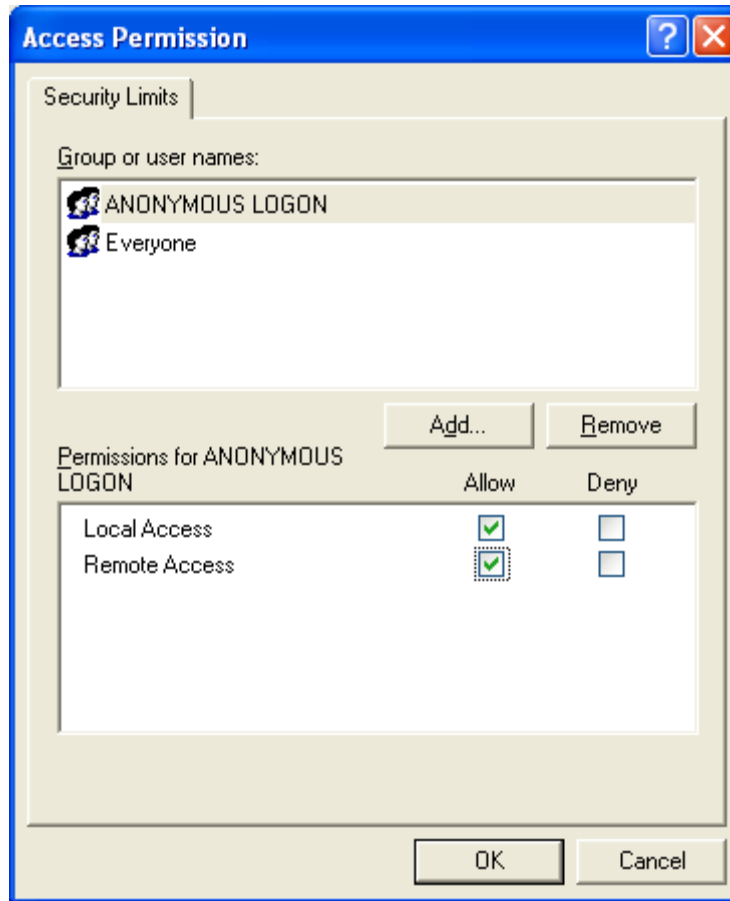 Access Permission
Security Limits
Group or user names:
ANONYMOUS LOGON
Everyone
Add...
Remove
Permissions for ANONYMOUS
LOGON
Allow
Deny
Local Access
Remote Access
OK
Cancel